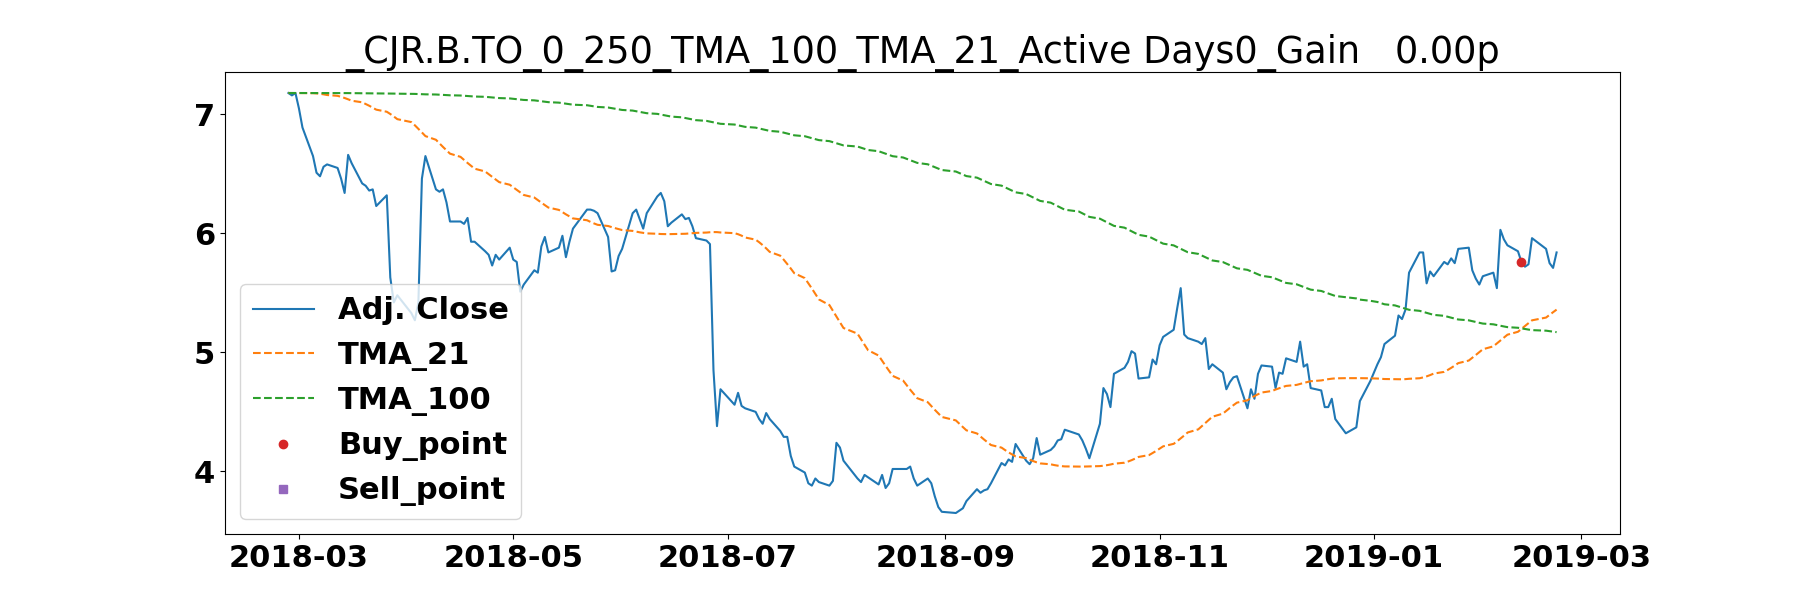 _CJR.B.TO_0_250_TMA_100_TMA_21_Active Days0_Gain   0.00p
7
6
5
4
Adj. Close
TMA_21
TMA_100
Buy_point
Sell_point
2018-03 2018-05 2018-07 2018-09 2018-11 2019-01 2019-03